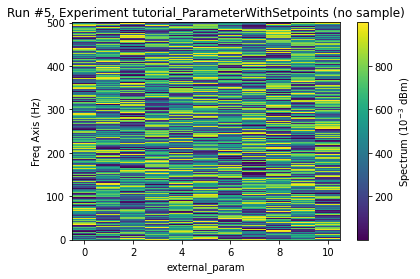 Run #5, Experiment tutorial_ParameterWithSetpoints (no sample)
500
400
300
200
100
0
Freq Axis (Hz)
0 2 4 6 8 10
external_param
800
600
400
200
Spectrum (10⁻³ dBm)